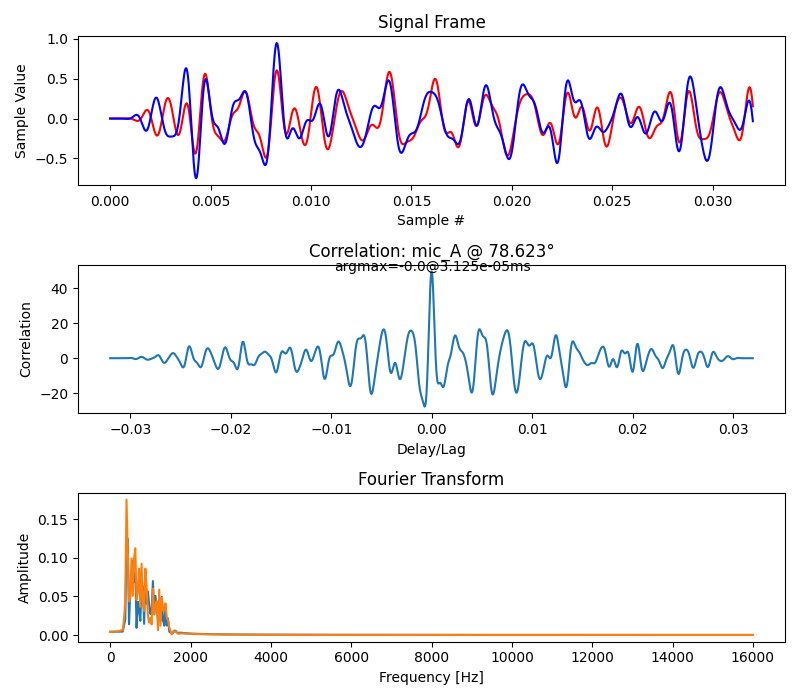 Signal Frame
1.0
0.5
0.0
−0.5
Sample Value
0.000 0.005 0.010 0.015 0.020 0.025 0.030
Sample #
Correlation: mic_A @ 78.623°
argmax=-0.0@3.125e-05ms
40
20
0
−20
Correlation
−0.03 −0.02 −0.01 0.00 0.01 0.02 0.03
Delay/Lag
Fourier Transform
0.15
0.10
0.05
0.00
Amplitude
0 2000 4000 6000 8000 10000 12000 14000 16000
Frequency [Hz]